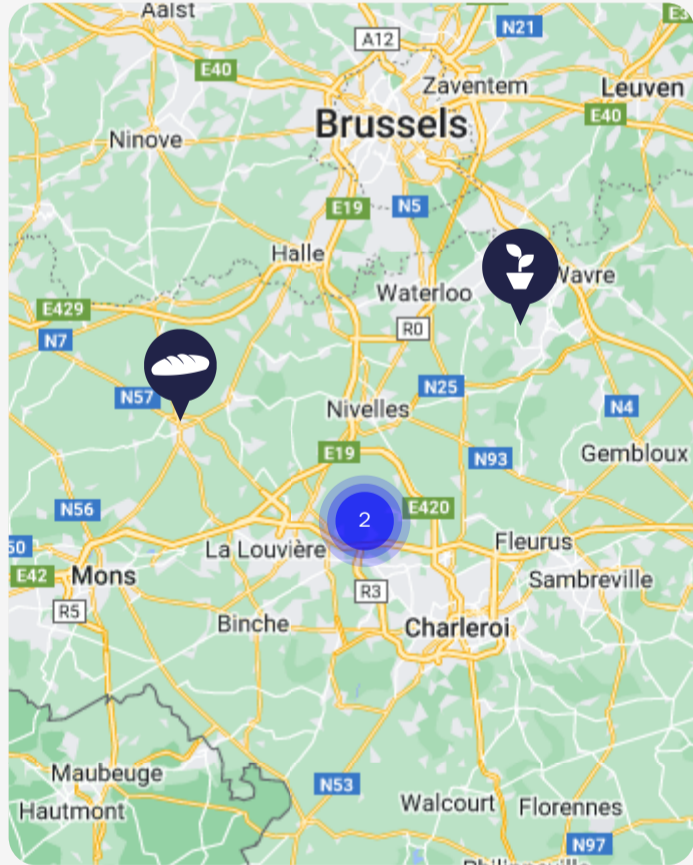 Aalst
N21
A12
E40
Zaventem
Leuven
E40
Brussels
Ninove
E19
N5
Halle
Wavre
Waterloo
E429
R0
N7
N25
N57
N4
Nivelles
E19
N93
Gembloux
N56
E420
2
50
La Louvière
Fleurus
E42
Mons
Sambreville
R3
R5
Binche
Charleroi
Maubeuge
N53
Hautmont
Walcourt
Florennes
N97